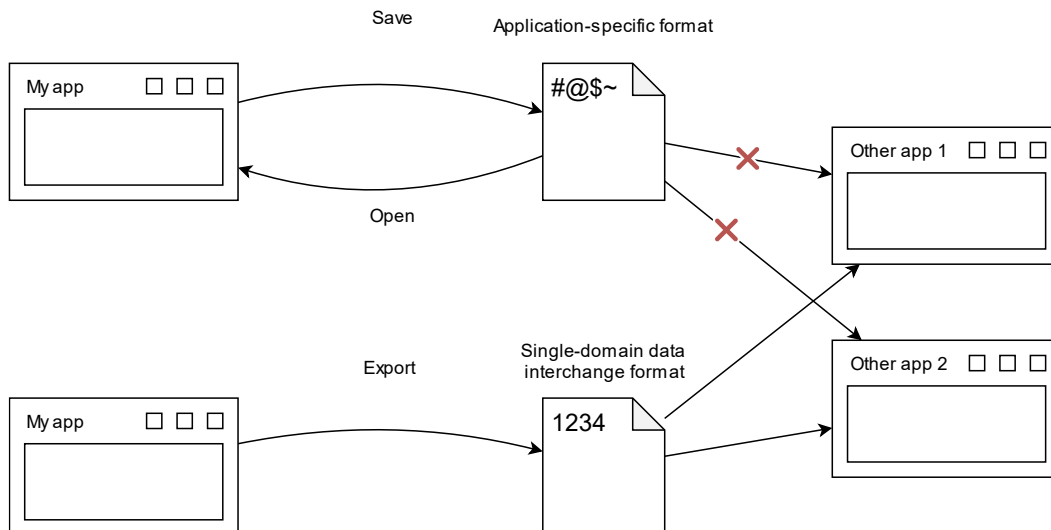 Save
Application-specific format
My app
#@$~
Other app 1
Open
Other app 2
Single-domain data
interchange format
Export
My app
1234